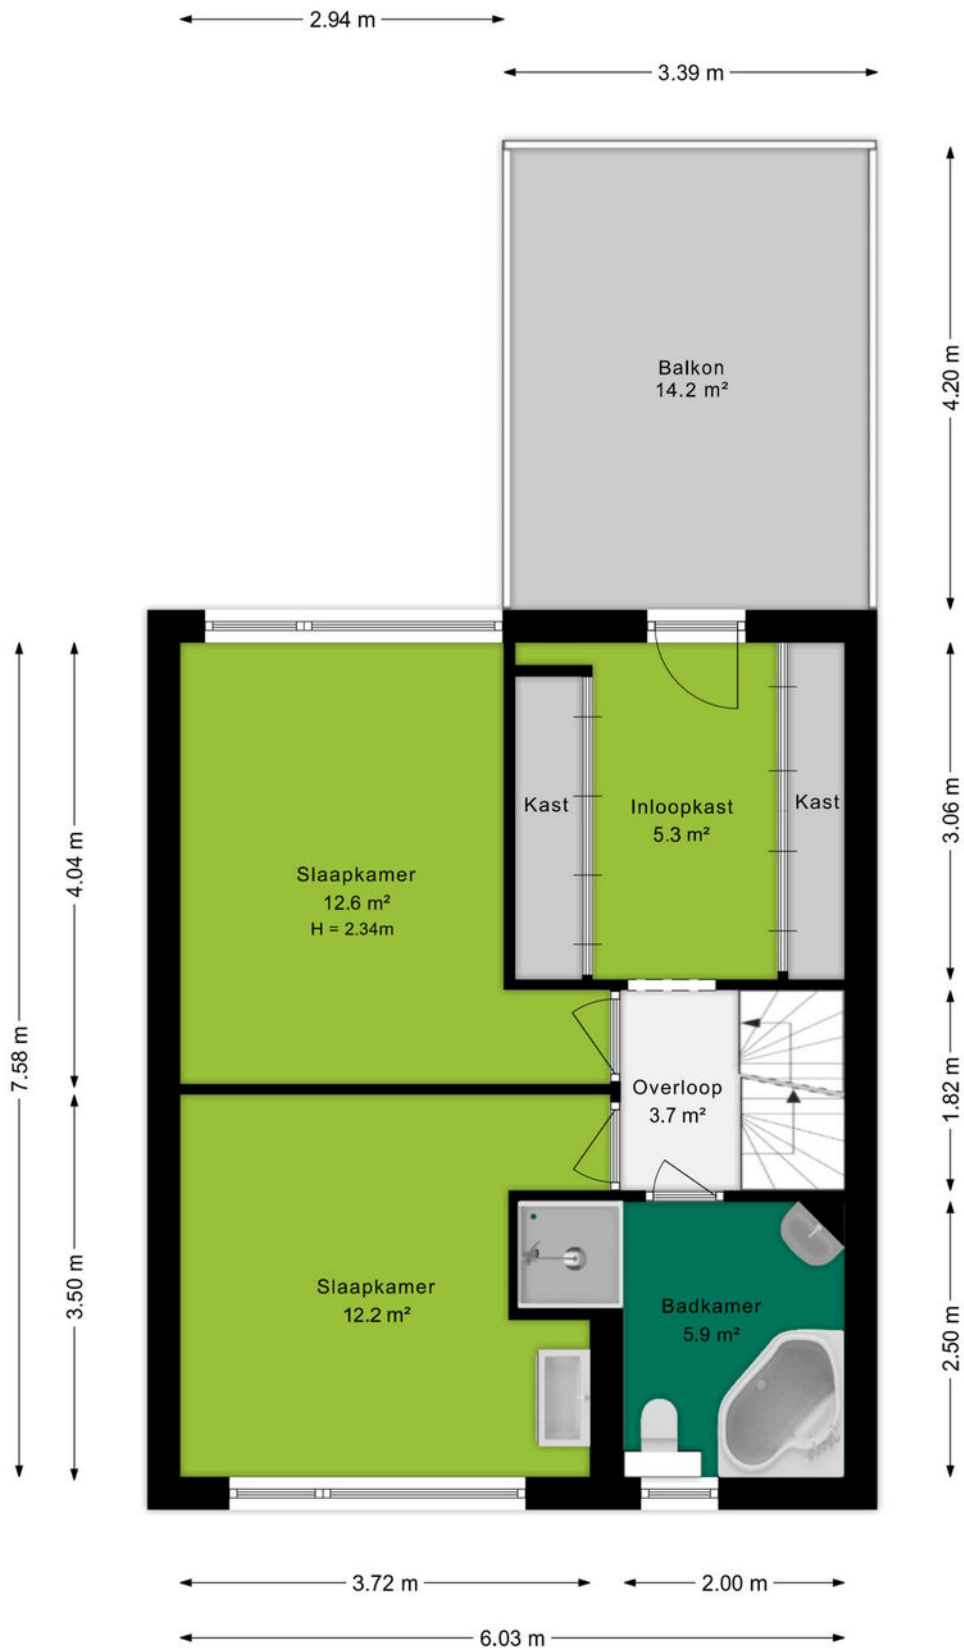 2.94 m
3.39 m
Balkon
14.2 m²
4.20 m
Kast
Inloopkast
5.3 m²
Kast
3.06 m
Slaapkamer
12.6 m²
H = 2.34m
4.04 m
7.58 m
Overloop
3.7 m²
1.82 m
Slaapkamer
12.2 m²
3.50 m
Badkamer
5.9 m²
2.50 m
3.72 m
2.00 m
6.03 m